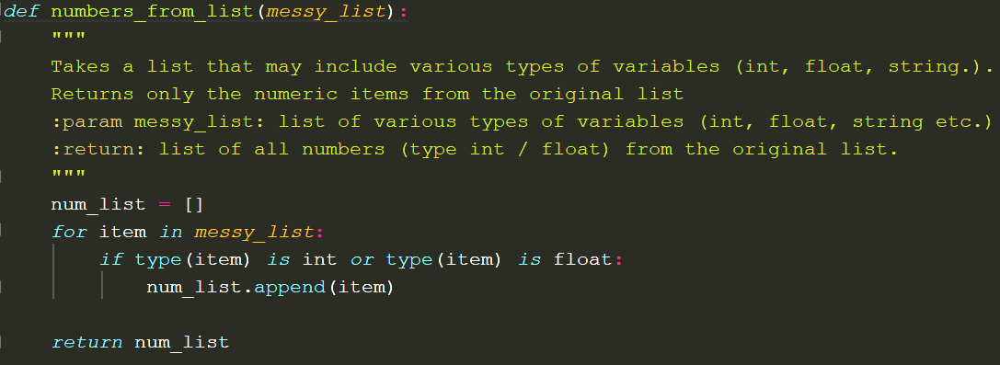 def numbers_from_list(messy_list):
    """
    Takes a list that may include various types of variables (int, float, string.).
    Returns only the numeric items from the original list
    :param messy_list: list of various types of variables (int, float, string etc.)
    :return: list of all numbers (type int / float) from the original list.
    """
    num_list = []
    for item in messy_list:
        if type(item) is int or type(item) is float:
            num_list.append(item)
    return num_list